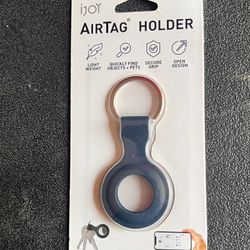 iJOY
AIRTAG® HOLDER
LIGHT WEIGHT
QUICKLY FIND OBJECTS + PETS
SECURE GRIP
OPEN DESIGN